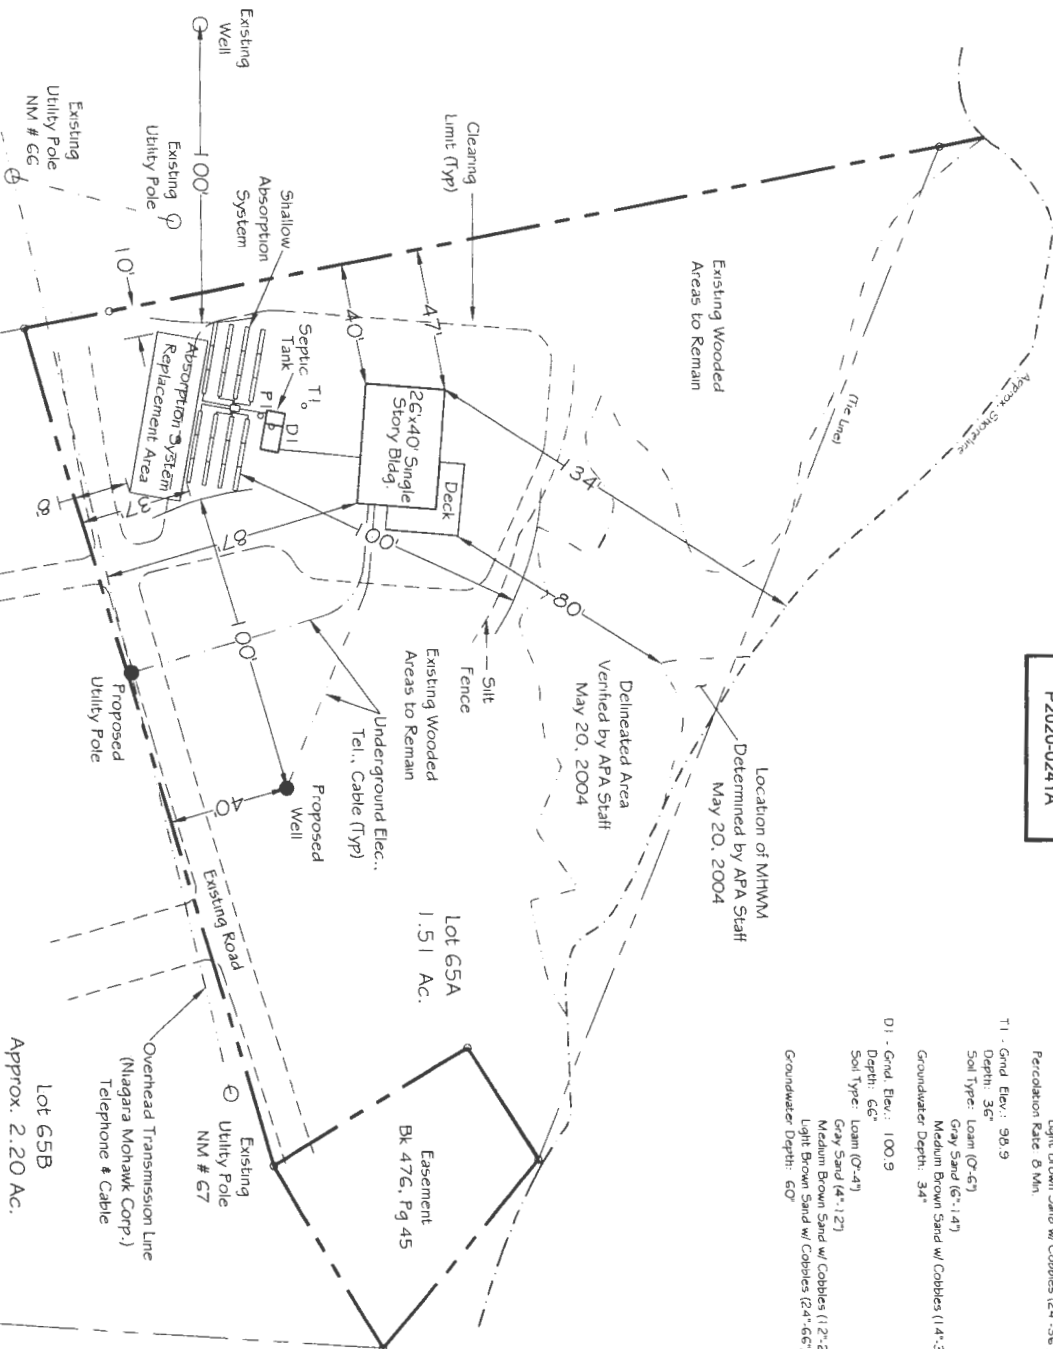 P2020-0241A
Percolation Rate: 8 Min.
T1 - Grnd. Elev.: 98.9
Depth: 36"
Soil Type: Loam (0"-6")
Gray Sand (6"-14")
Medium Brown Sand w/ Cobbles (14"-3
Groundwater Depth: 34"
D1 - Grnd. Elev.: 100.9
Depth: 66"
Soil Type: Loam (0"-4")
Gray Sand (4"-12")
Medium Brown Sand w/ Cobbles (12"-2
Light Brown Sand w/ Cobbles (24"-66"
Groundwater Depth: 60"
Approx. Shoreline
(Tie Line)
Existing Wooded
Areas to Remain
Clearing
Limit (Typ)
Existing
Well
100'
Existing
Utility Pole
NM # 66
Existing
Utility Pole
Shallow
Absorption
System
10'
47'
40'
Septic
Tank
T1
P1
D1
26'x40' Single
Story Bldg.
Deck
Absorption System
Replacement Area
37'
18'
87'
100'
134'
80'
100'
40'
Silt
Fence
Existing Wooded
Areas to Remain
Delineated Area
Verified by APA Staff
May 20, 2004
Location of MHWM
Determined by APA Staff
May 20, 2004
Underground Elec.,
Tel., Cable (Typ)
Proposed
Utility Pole
Proposed
Well
Existing Road
Lot 65A
1.51 Ac.
Easement
Bk 476, Pg 45
Existing
Utility Pole
NM # 67
Overhead Transmission Line
(Niagara Mohawk Corp.)
Telephone & Cable
Lot 65B
Approx. 2.20 Ac.